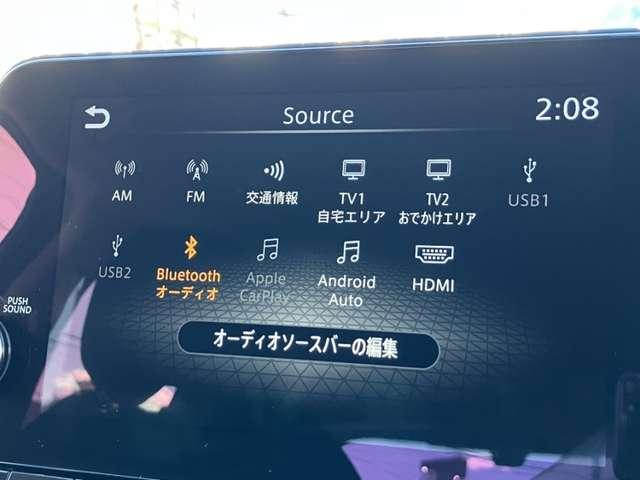 Source
2:08
AM
FM
交通情報
TV1
自宅エリア
TV2
おでかけエリア
USB1
USB2
Bluetooth
オーディオ
Apple
CarPlay
Android
Auto
HDMI
PUSH
SOUND
オーディオソースバーの編集